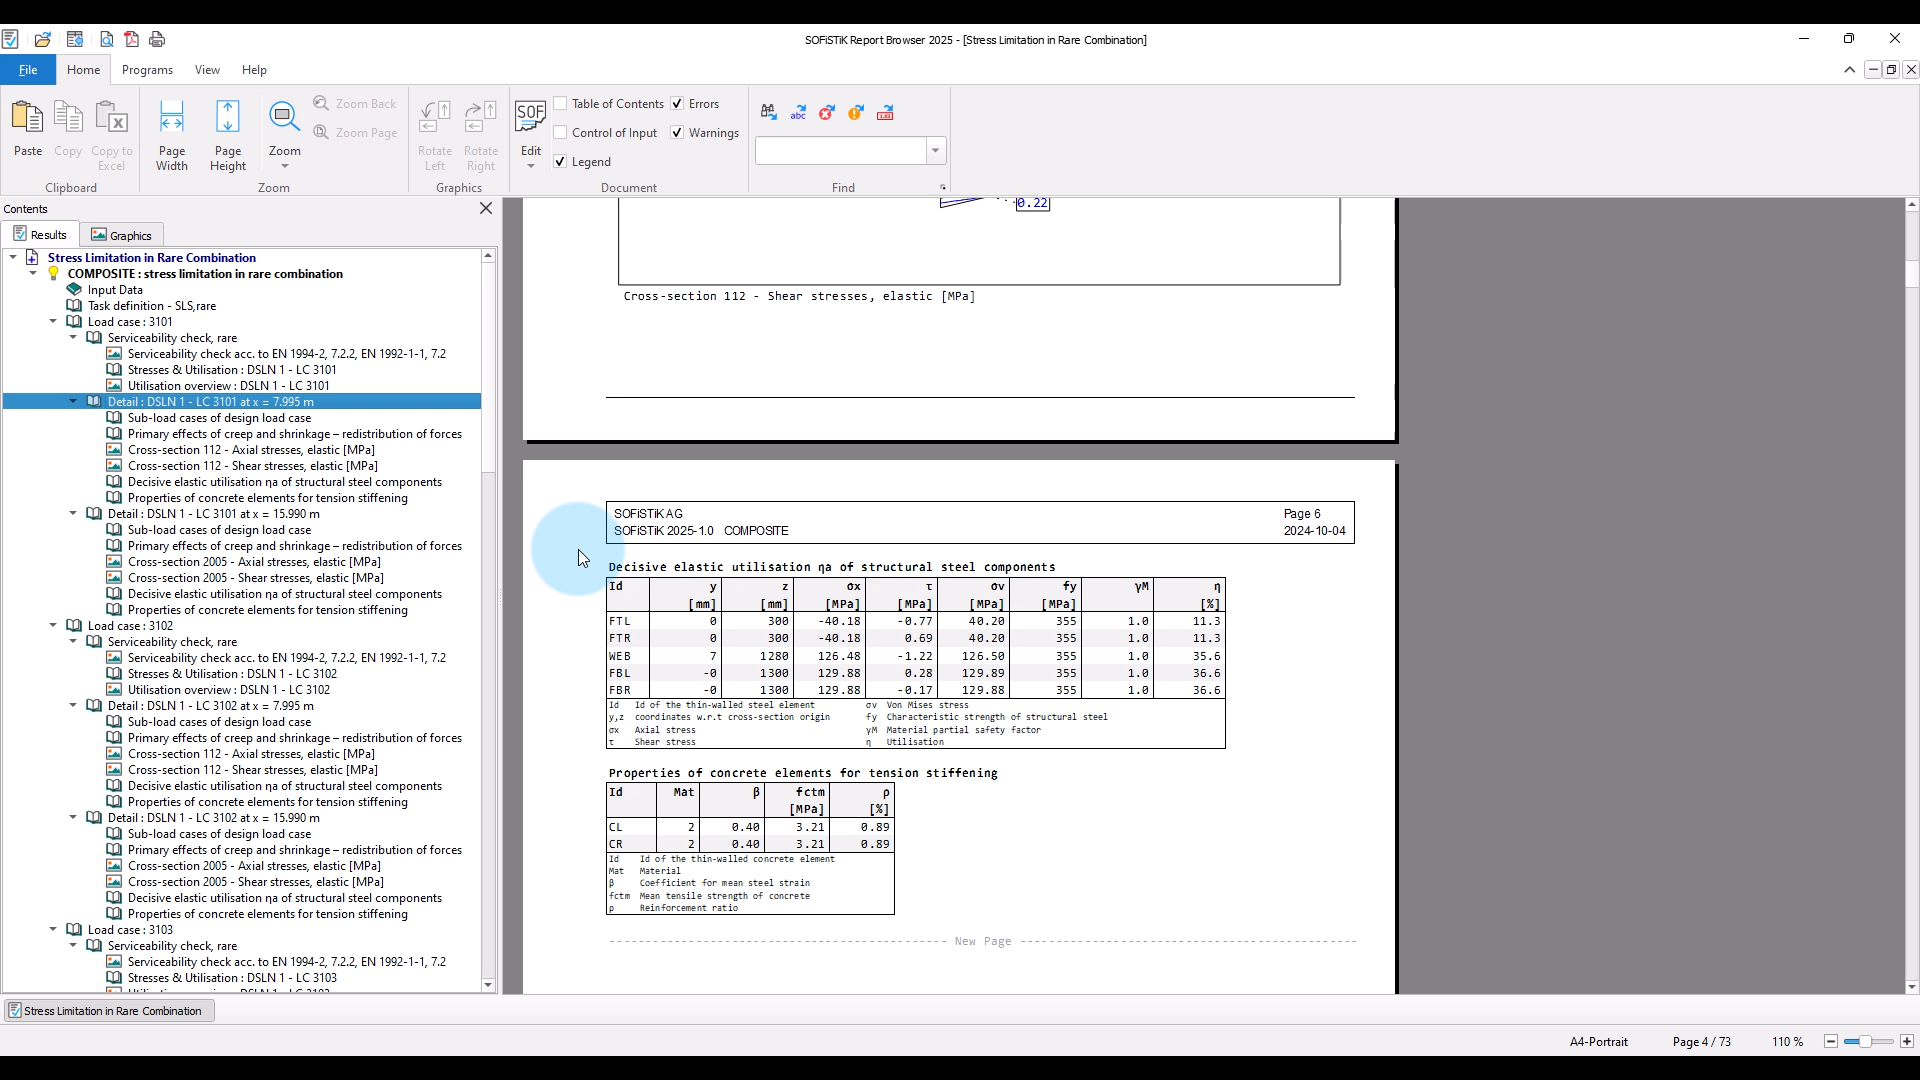 SOFiSTiK Report Browser 2025 - [Stress Limitation in Rare Combination]
File Home Programs View Help
Paste Copy Copy to Excel
Clipboard
Page Width Page Height Zoom
Zoom Back
Zoom Page
Zoom
Rotate Left Rotate Right
Graphics
SOF
Edit
Table of Contents Errors
Control of Input Warnings
Legend
Document
abc
Find
Contents
Results Graphics
Stress Limitation in Rare Combination
COMPOSITE : stress limitation in rare combination
Input Data
Task definition - SLS,rare
Load case : 3101
Serviceability check, rare
Serviceability check acc. to EN 1994-2, 7.2.2, EN 1992-1-1, 7.2
Stresses & Utilisation : DSLN 1 - LC 3101
Utilisation overview : DSLN 1 - LC 3101
Detail : DSLN 1 - LC 3101 at x = 7.995 m
Sub-load cases of design load case
Primary effects of creep and shrinkage – redistribution of forces
Cross-section 112 - Axial stresses, elastic [MPa]
Cross-section 112 - Shear stresses, elastic [MPa]
Decisive elastic utilisation ηa of structural steel components
Properties of concrete elements for tension stiffening
Detail : DSLN 1 - LC 3101 at x = 15.990 m
Sub-load cases of design load case
Primary effects of creep and shrinkage – redistribution of forces
Cross-section 2005 - Axial stresses, elastic [MPa]
Cross-section 2005 - Shear stresses, elastic [MPa]
Decisive elastic utilisation ηa of structural steel components
Properties of concrete elements for tension stiffening
Load case : 3102
Serviceability check, rare
Serviceability check acc. to EN 1994-2, 7.2.2, EN 1992-1-1, 7.2
Stresses & Utilisation : DSLN 1 - LC 3102
Utilisation overview : DSLN 1 - LC 3102
Detail : DSLN 1 - LC 3102 at x = 7.995 m
Sub-load cases of design load case
Primary effects of creep and shrinkage – redistribution of forces
Cross-section 112 - Axial stresses, elastic [MPa]
Cross-section 112 - Shear stresses, elastic [MPa]
Decisive elastic utilisation ηa of structural steel components
Properties of concrete elements for tension stiffening
Detail : DSLN 1 - LC 3102 at x = 15.990 m
Sub-load cases of design load case
Primary effects of creep and shrinkage – redistribution of forces
Cross-section 2005 - Axial stresses, elastic [MPa]
Cross-section 2005 - Shear stresses, elastic [MPa]
Decisive elastic utilisation ηa of structural steel components
Properties of concrete elements for tension stiffening
Load case : 3103
Serviceability check, rare
Serviceability check acc. to EN 1994-2, 7.2.2, EN 1992-1-1, 7.2
Stresses & Utilisation : DSLN 1 - LC 3103
0.22
Cross-section 112 - Shear stresses, elastic [MPa]
SOFiSTiK AG Page 6
SOFiSTiK 2025-1.0 COMPOSITE 2024-10-04
Decisive elastic utilisation ηa of structural steel components
Id y z σx τ σv fy γM η
[mm] [mm] [MPa] [MPa] [MPa] [MPa] [%]
FTL 0 300 -40.18 -0.77 40.20 355 1.0 11.3
FTR 0 300 -40.18 0.69 40.20 355 1.0 11.3
WEB 7 1280 126.48 -1.22 126.50 355 1.0 35.6
FBL -0 1300 129.88 0.28 129.89 355 1.0 36.6
FBR -0 1300 129.88 -0.17 129.88 355 1.0 36.6
Id Id of the thin-walled steel element σv Von Mises stress
y,z coordinates w.r.t cross-section origin fy Characteristic strength of structural steel
σx Axial stress γM Material partial safety factor
τ Shear stress η Utilisation
Properties of concrete elements for tension stiffening
Id Mat β fctm ρ
[MPa] [%]
CL 2 0.40 3.21 0.89
CR 2 0.40 3.21 0.89
Id Id of the thin-walled concrete element
Mat Material
β Coefficient for mean steel strain
fctm Mean tensile strength of concrete
ρ Reinforcement ratio
New Page
Stress Limitation in Rare Combination
A4-Portrait Page 4 / 73 110 %